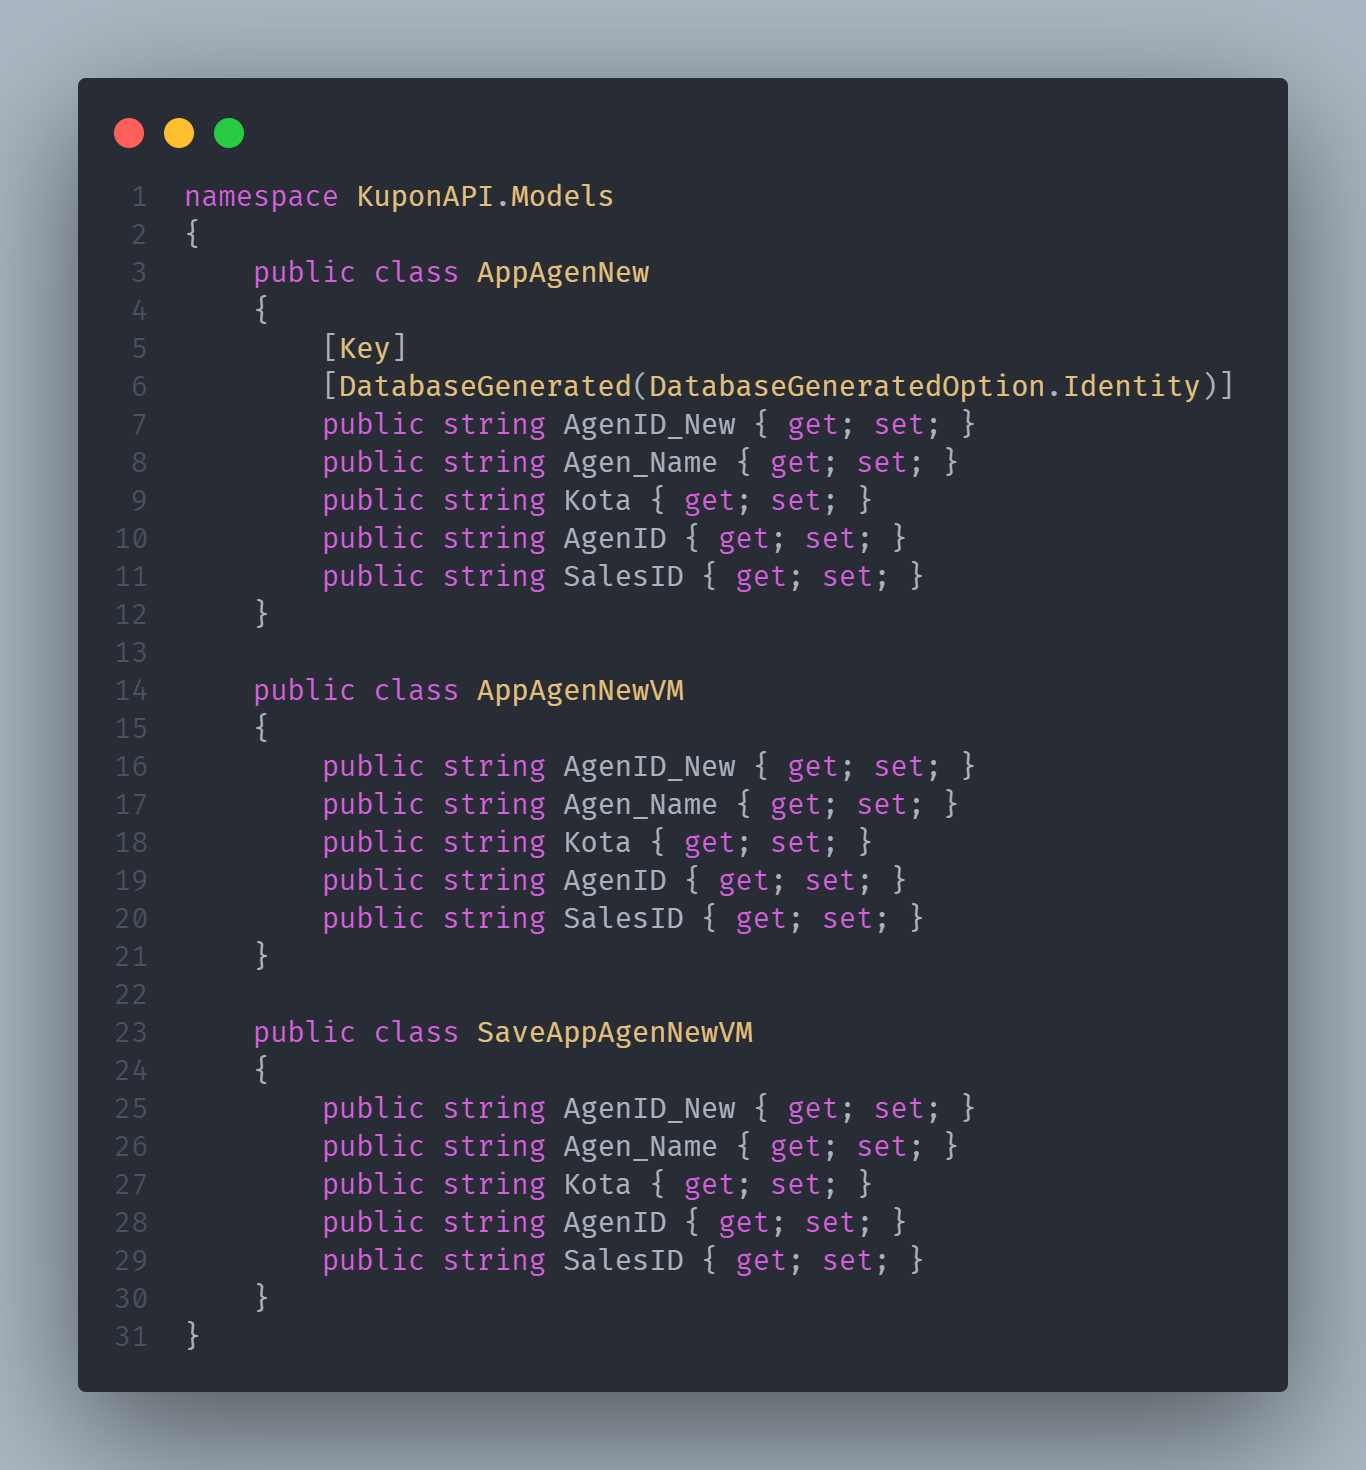 1 namespace KuponAPI.Models
2 {
3     public class AppAgenNew
4     {
5         [Key]
6         [DatabaseGenerated(DatabaseGeneratedOption.Identity)]
7         public string AgenID_New { get; set; }
8         public string Agen_Name { get; set; }
9         public string Kota { get; set; }
10         public string AgenID { get; set; }
11         public string SalesID { get; set; }
12     }
13
14     public class AppAgenNewVM
15     {
16         public string AgenID_New { get; set; }
17         public string Agen_Name { get; set; }
18         public string Kota { get; set; }
19         public string AgenID { get; set; }
20         public string SalesID { get; set; }
21     }
22
23     public class SaveAppAgenNewVM
24     {
25         public string AgenID_New { get; set; }
26         public string Agen_Name { get; set; }
27         public string Kota { get; set; }
28         public string AgenID { get; set; }
29         public string SalesID { get; set; }
30     }
31 }